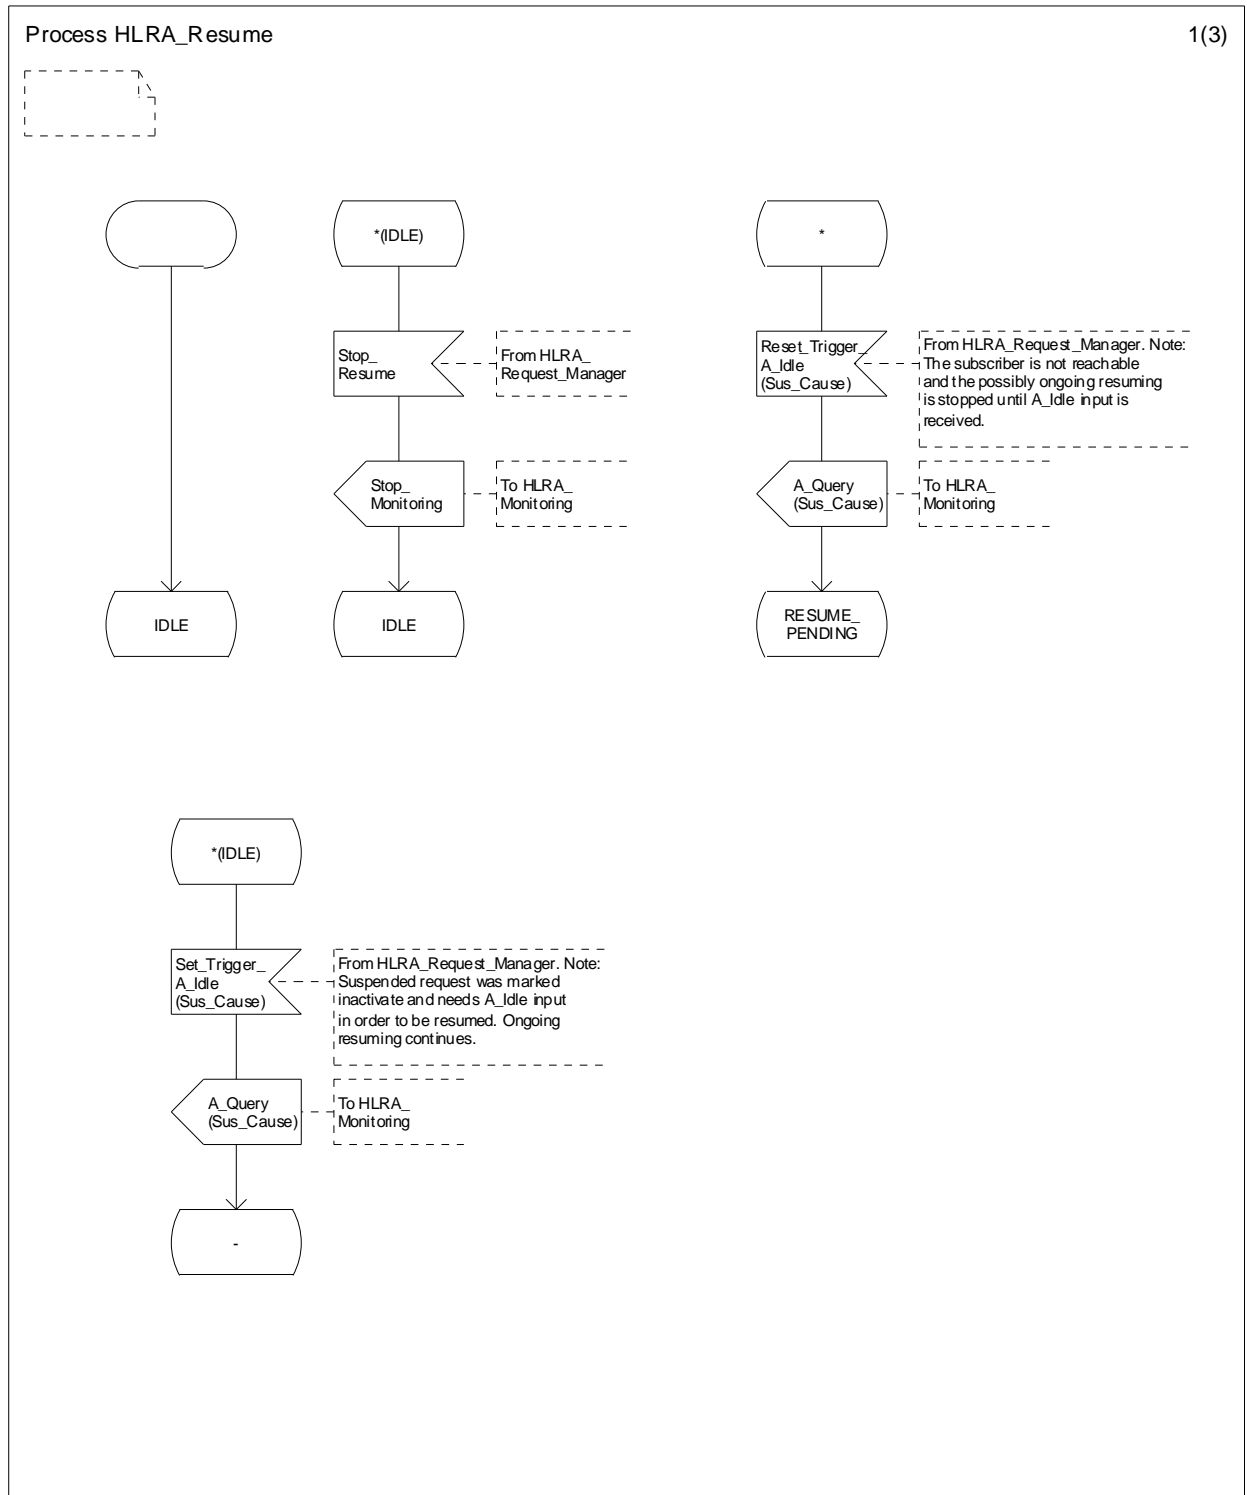 Process HLRA_Resume
1(3)
*(IDLE)
*
Stop_
Resume
From HLRA_
Request_Manager
Reset_Trigger_
A_Idle
(Sus_Cause)
From HLRA_Request_Manager. Note:
The subscriber is not reachable
and the possibly ongoing resuming
is stopped until A_Idle input is
received.
Stop_
Monitoring
To HLRA_
Monitoring
A_Query
(Sus_Cause)
To HLRA_
Monitoring
IDLE
IDLE
RESUME_
PENDING
*(IDLE)
Set_Trigger_
A_Idle
(Sus_Cause)
From HLRA_Request_Manager. Note:
Suspended request was marked
inactivate and needs A_Idle input
in order to be resumed. Ongoing
resuming continues.
A_Query
(Sus_Cause)
To HLRA_
Monitoring
-